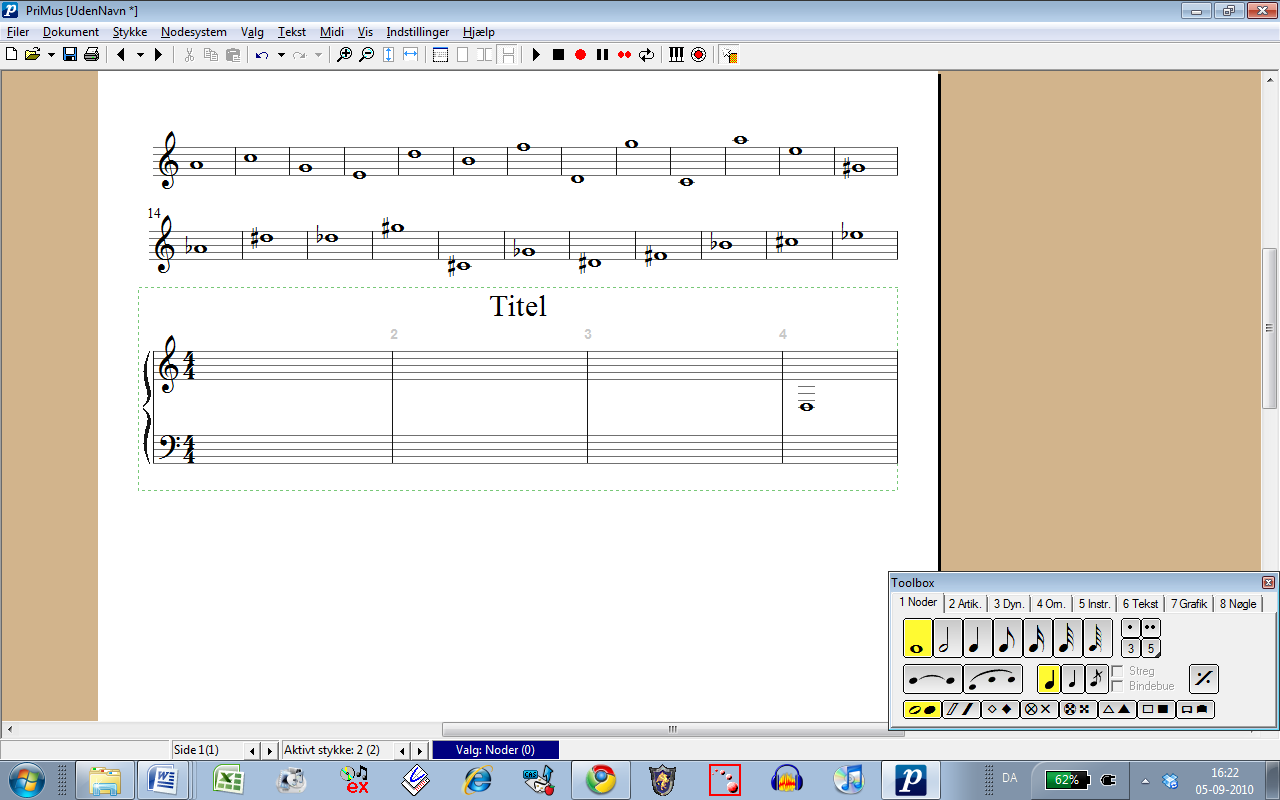 PriMus [UdenNavn *]
Filer Dokument Stykke Nodesystem Valg Tekst Midi Vis Indstillinger Hjælp
14
Titel
2 3 4
Toolbox
1 Noder 2 Artik. 3 Dyn. 4 Om. 5 Instr. 6 Tekst 7 Grafik 8 Nøgle
3 5
Streg
Bindebue
Side 1(1) Aktivt stykke: 2 (2) Valg: Noder (0)
DA 62% 16:22
05-09-2010